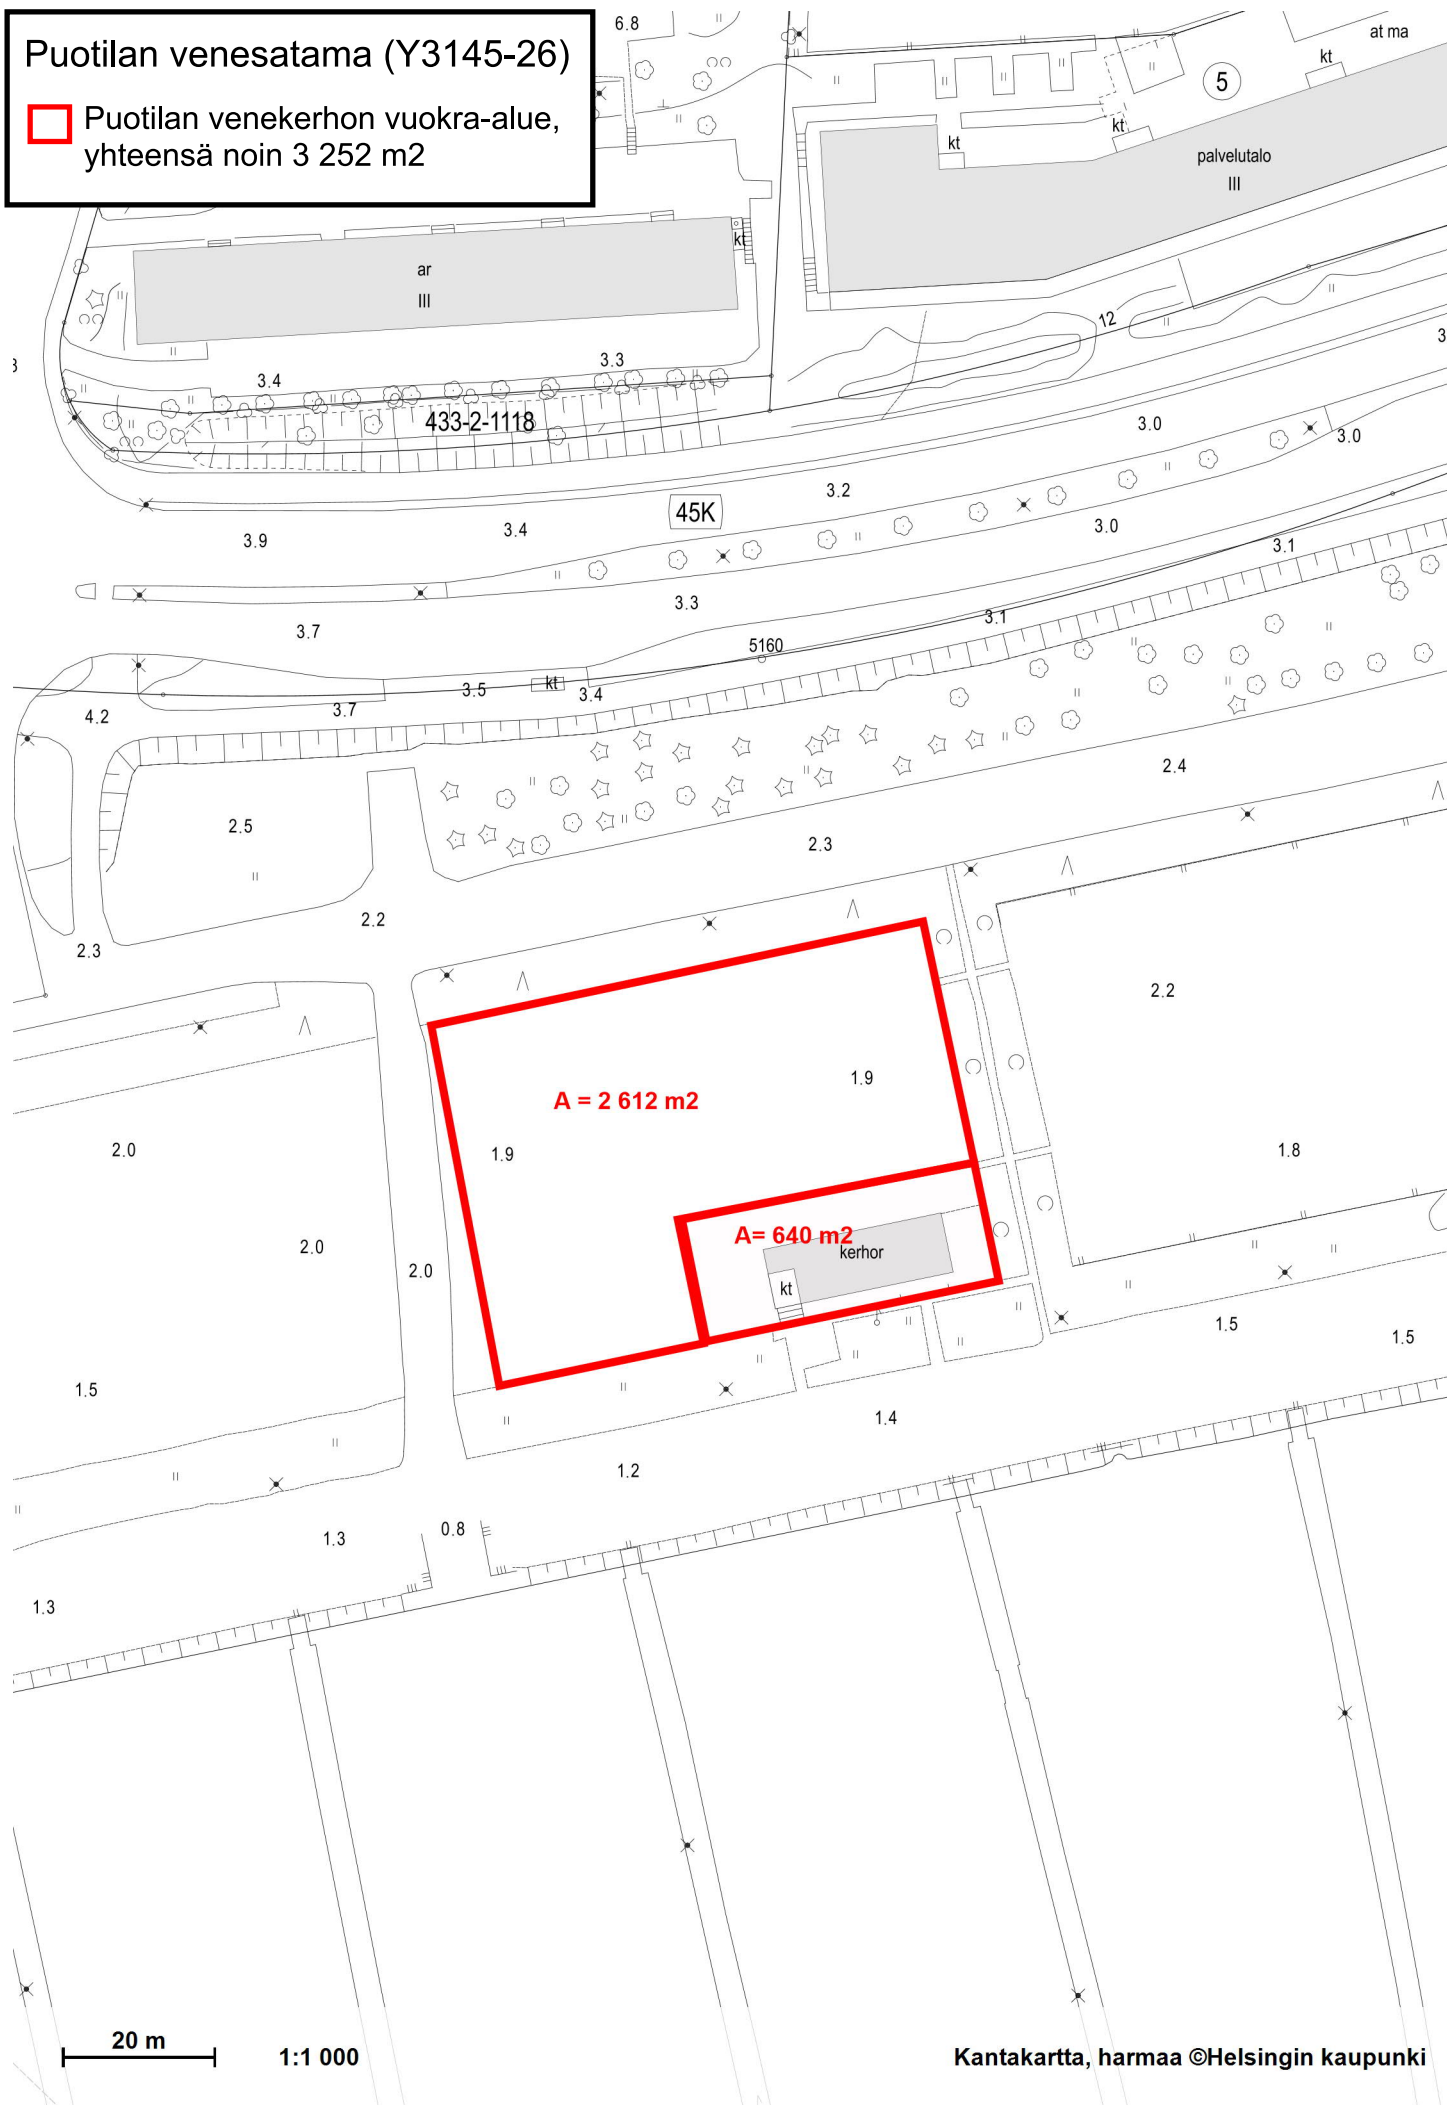 Puotilan venesatama (Y3145-26)
Puotilan venekerhon vuokra-alue,
yhteensä noin 3 252 m2
6.8
at ma
kt
5
kt
kt
palvelutalo
III
kt
ar
III
12
3
3.3
3.4
433-2-1118
3.0
3.0
3.2
45K
3.4
3.9
3.0
3.1
3.3
3.7
3.1
5160
kt
3.5
3.4
3.7
4.2
2.4
2.5
2.3
2.2
2.3
2.2
1.9
A = 2 612 m2
2.0
1.9
1.8
A= 640 m2
2.0
kerhor
2.0
kt
1.5
1.5
1.5
1.4
1.2
0.8
1.3
1.3
20 m
1:1 000
Kantakartta, harmaa ©Helsingin kaupunki